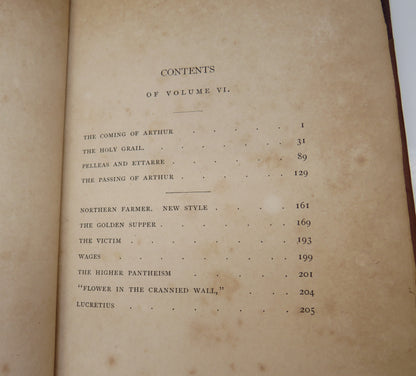 CONTENTS
OF VOLUME VI.
THE COMING OF ARTHUR . . . . . 1
THE HOLY GRAIL. . . . . . 31
PELLEAS AND ETTARRE . . . . . 89
THE PASSING OF ARTHUR . . . . . 129
NORTHERN FARMER. NEW STYLE . . . . 161
THE GOLDEN SUPPER . . . . . . 169
THE VICTIM . . . . . . 193
WAGES . . . . . . . 199
THE HIGHER PANTHEISM . . . . . 201
"FLOWER IN THE CRANNIED WALL," . . . 204
LUCRETIUS . . . . . . 205